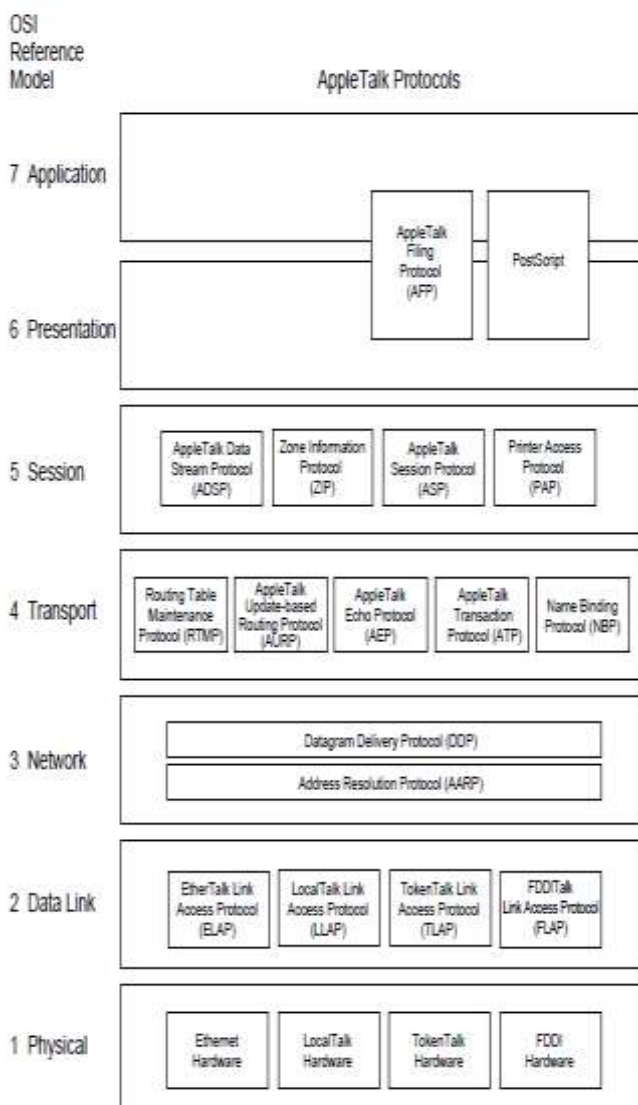 OSI
Reference
Model
AppleTalk Protocols
7 Application
AppleTalk
Filing
Protocol
(AFP)
PostScript
6 Presentation
5 Session
AppleTalk Data
Stream Protocol
(ADSP)
Zone Information
Protocol
(ZIP)
AppleTalk
Session Protocol
(ASP)
Printer Access
Protocol
(PAP)
4 Transport
Routing Table
Maintenance
Protocol (RTMP)
AppleTalk
Update-based
Routing Protocol
(AURP)
AppleTalk
Echo Protocol
(AEP)
AppleTalk
Transaction
Protocol (ATP)
Name Binding
Protocol (NBP)
3 Network
Datagram Delivery Protocol (DDP)
Address Resolution Protocol (AARP)
2 Data Link
EtherTalk Link
Access Protocol
(ELAP)
LocalTalk Link
Access Protocol
(LLAP)
TokenTalk Link
Access Protocol
(TLAP)
FDDITalk
Link Access Protocol
(FLAP)
1 Physical
Ethernet
Hardware
LocalTalk
Hardware
TokenTalk
Hardware
FDDI
Hardware